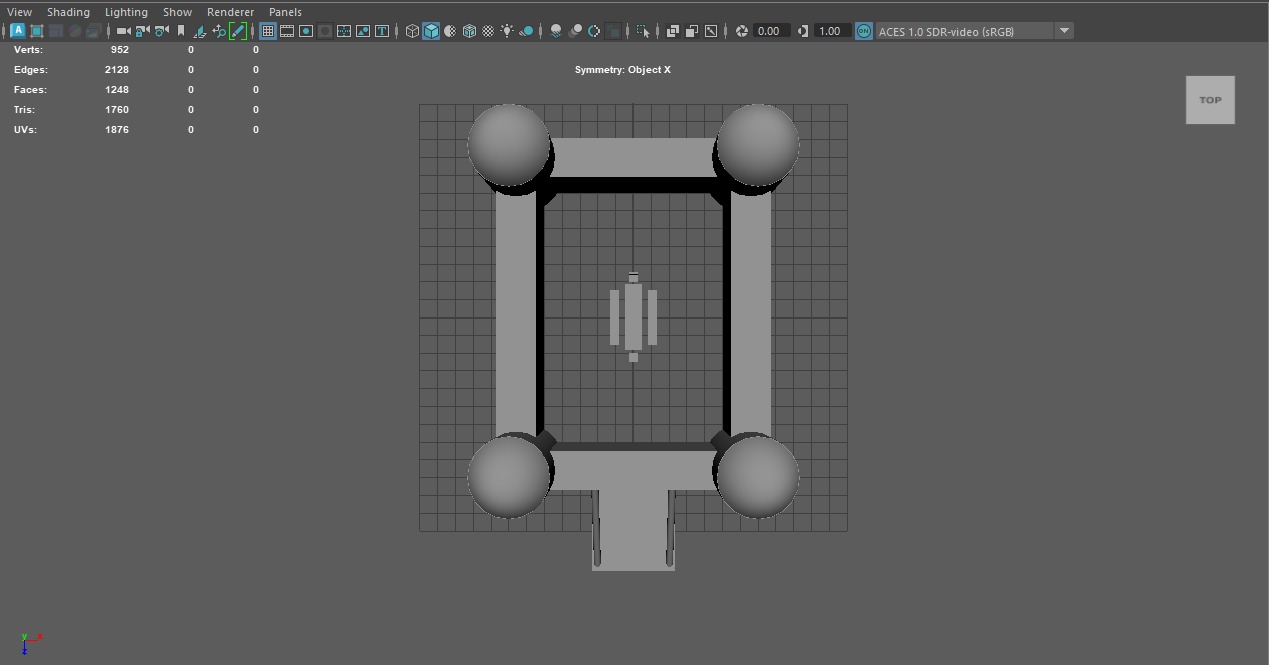 View Shading Lighting Show Renderer Panels
A T 0.00 1.00 ON ACES 1.0 SDR-video (sRGB)
Verts: 952 0 0
Edges: 2128 0 0
Symmetry: Object X
Faces: 1248 0 0
TOP
Tris: 1760 0 0
UVs: 1876 0 0
y x
z